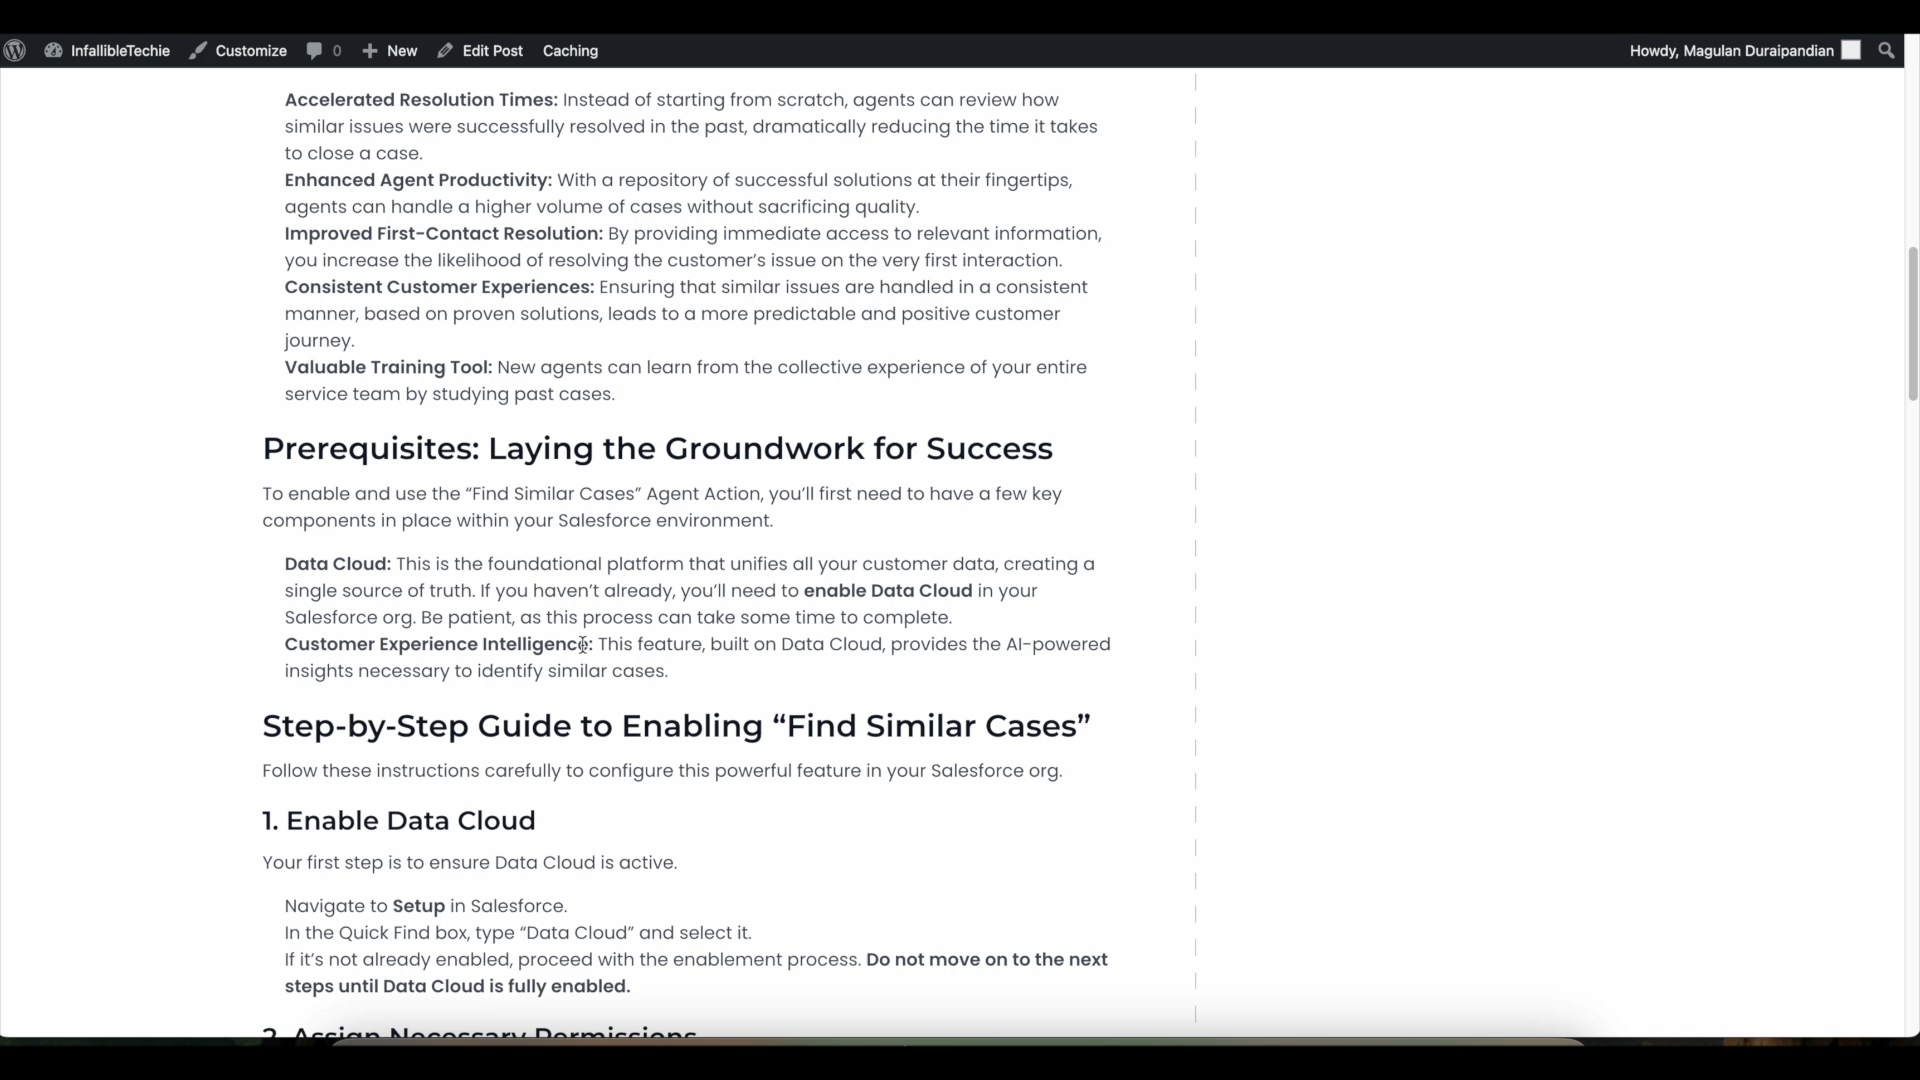 InfallibleTechie Customize 0 New Edit Post Caching Howdy, Magulan Duraipandian
Accelerated Resolution Times: Instead of starting from scratch, agents can review how
similar issues were successfully resolved in the past, dramatically reducing the time it takes
to close a case.
Enhanced Agent Productivity: With a repository of successful solutions at their fingertips,
agents can handle a higher volume of cases without sacrificing quality.
Improved First-Contact Resolution: By providing immediate access to relevant information,
you increase the likelihood of resolving the customer’s issue on the very first interaction.
Consistent Customer Experiences: Ensuring that similar issues are handled in a consistent
manner, based on proven solutions, leads to a more predictable and positive customer
journey.
Valuable Training Tool: New agents can learn from the collective experience of your entire
service team by studying past cases.
Prerequisites: Laying the Groundwork for Success
To enable and use the “Find Similar Cases” Agent Action, you’ll first need to have a few key
components in place within your Salesforce environment.
Data Cloud: This is the foundational platform that unifies all your customer data, creating a
single source of truth. If you haven’t already, you’ll need to enable Data Cloud in your
Salesforce org. Be patient, as this process can take some time to complete.
Customer Experience Intelligence: This feature, built on Data Cloud, provides the AI-powered
insights necessary to identify similar cases.
Step-by-Step Guide to Enabling “Find Similar Cases”
Follow these instructions carefully to configure this powerful feature in your Salesforce org.
1. Enable Data Cloud
Your first step is to ensure Data Cloud is active.
Navigate to Setup in Salesforce.
In the Quick Find box, type “Data Cloud” and select it.
If it’s not already enabled, proceed with the enablement process. Do not move on to the next
steps until Data Cloud is fully enabled.
2. Assign Necessary Permissions